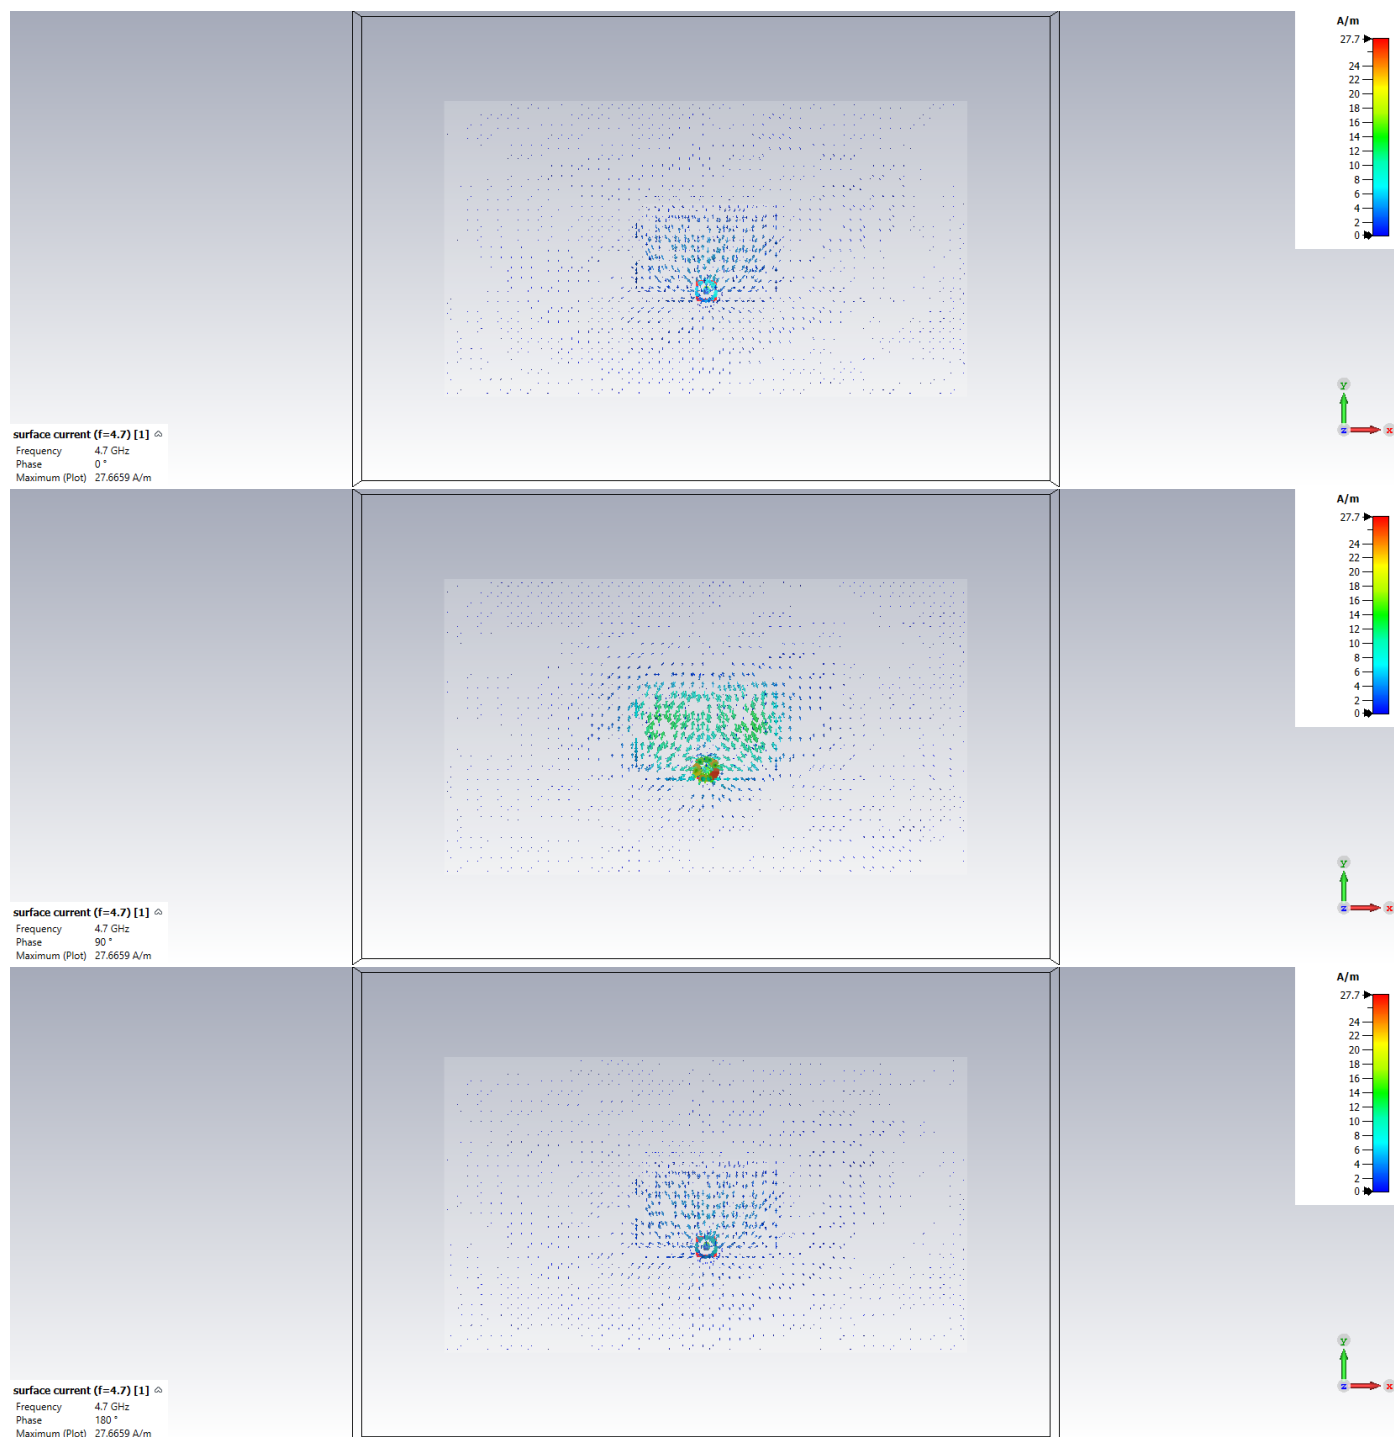 A/m
27.7
24
22
20
18
16
14
12
10
8
6
4
2
0
y
z x
surface current (f=4.7) [1]
Frequency 4.7 GHz
Phase 0 °
Maximum (Plot) 27.6659 A/m
A/m
27.7
24
22
20
18
16
14
12
10
8
6
4
2
0
y
z x
surface current (f=4.7) [1]
Frequency 4.7 GHz
Phase 90 °
Maximum (Plot) 27.6659 A/m
A/m
27.7
24
22
20
18
16
14
12
10
8
6
4
2
0
y
z x
surface current (f=4.7) [1]
Frequency 4.7 GHz
Phase 180 °
Maximum (Plot) 27.6659 A/m